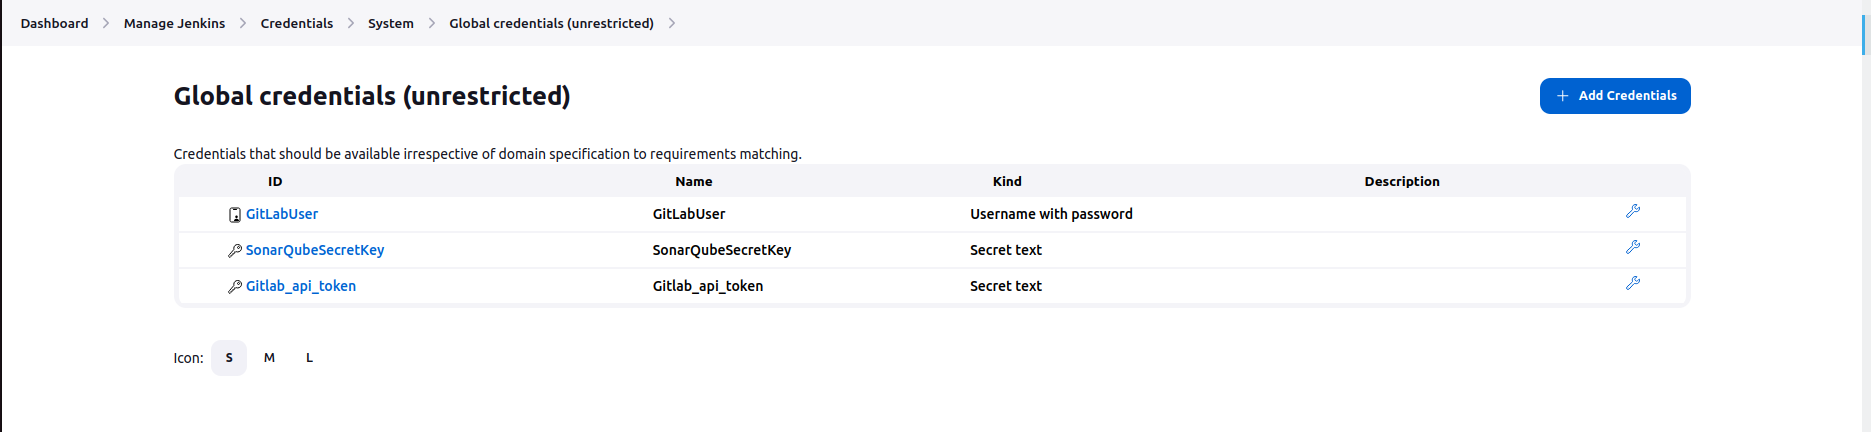 Dashboard > Manage Jenkins > Credentials > System > Global credentials (unrestricted) >
Global credentials (unrestricted)
+ Add Credentials
Credentials that should be available irrespective of domain specification to requirements matching.
ID Name Kind Description
GitLabUser GitLabUser Username with password
SonarQubeSecretKey SonarQubeSecretKey Secret text
Gitlab_api_token Gitlab_api_token Secret text
Icon: S M L